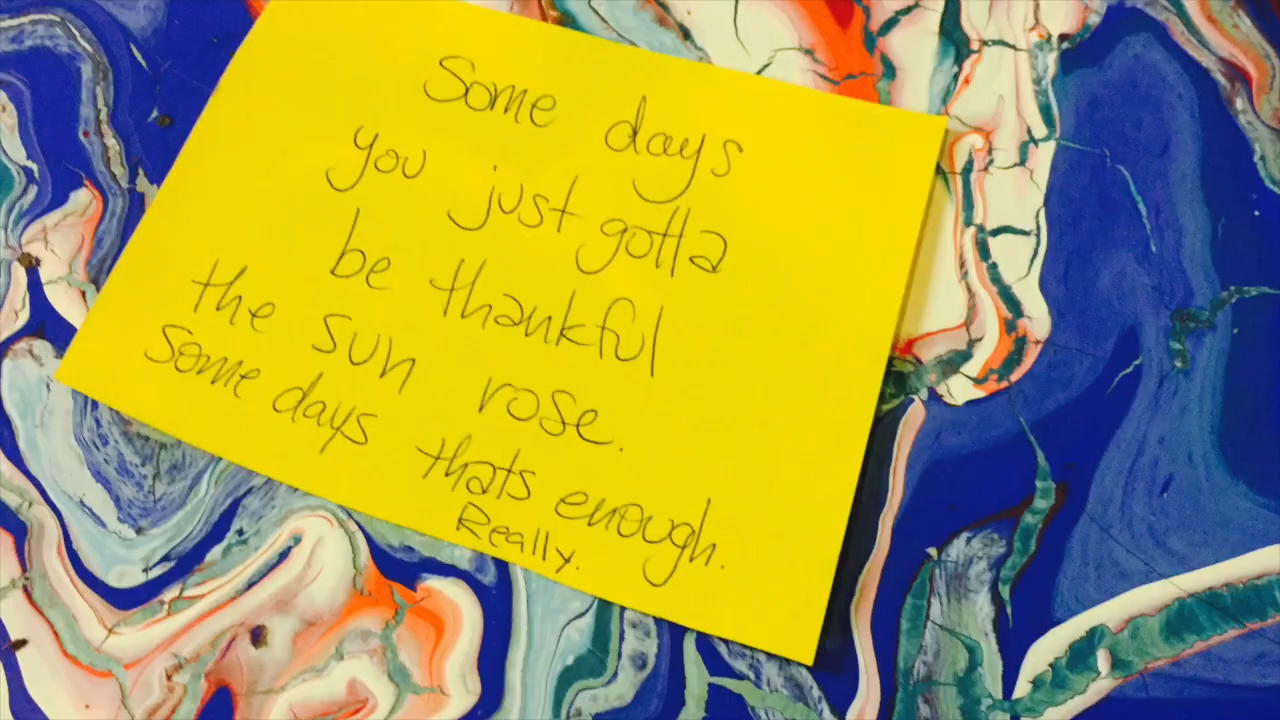 Some days
you just gotta
be thankful
the sun rose.
Some days thats enough.
Really.